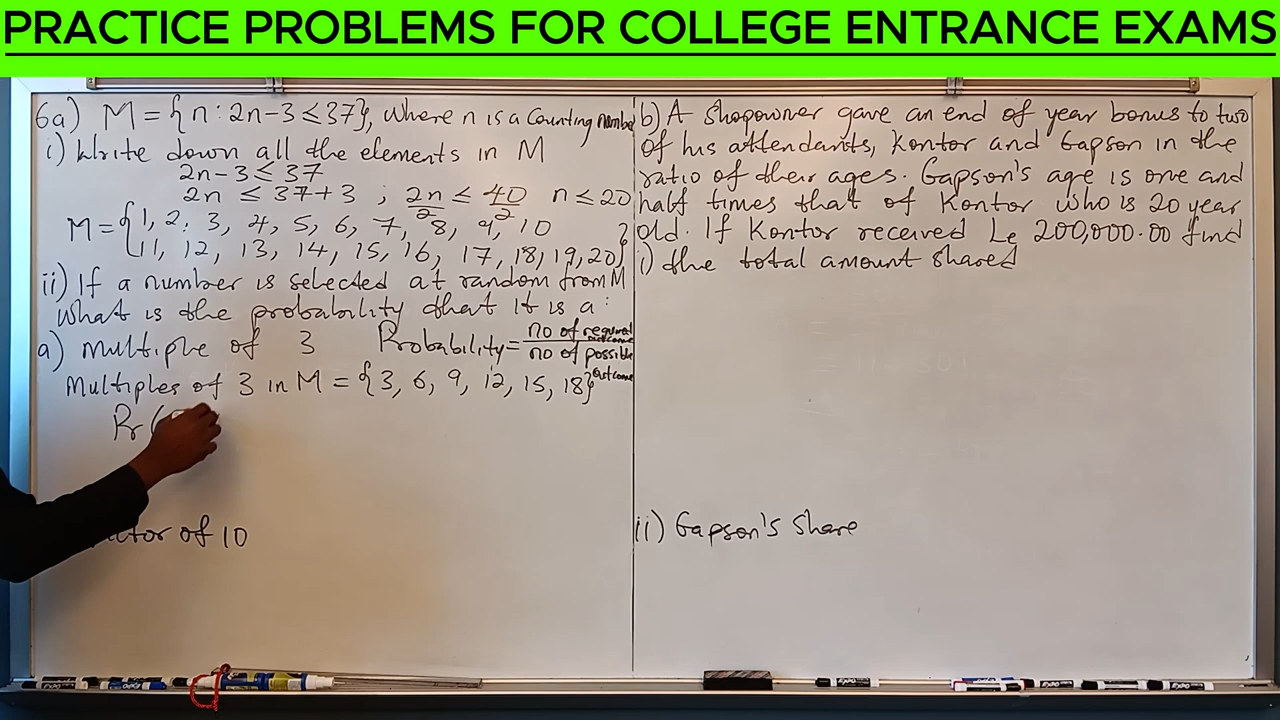 PRACTICE PROBLEMS FOR COLLEGE ENTRANCE EXAMS
6a) M = {n : 2n-3 ≤ 37}, where n is a counting number
i) Write down all the elements in M
2n-3 ≤ 37
2n ≤ 37+3 ; 2n/2 ≤ 40/2 n ≤ 20
M = {1, 2, 3, 4, 5, 6, 7, 8, 9, 10
11, 12, 13, 14, 15, 16, 17, 18, 19, 20}
ii) If a number is selected at random from M
what is the probability that it is a:
a) multiple of 3 Probability = no of required outcome / no of possible outcome
Multiples of 3 in M = {3, 6, 9, 12, 15, 18}
Pr (
of 10
b) A Shopowner gave an end of year bonus to two
of his attendants, Kontor and Gapson in the
ratio of their ages. Gapson's age is one and
half times that of Kontor who is 20 year
old. If Kontor received Le 200,000.00 find
i) the total amount shared
ii) Gapson's Share